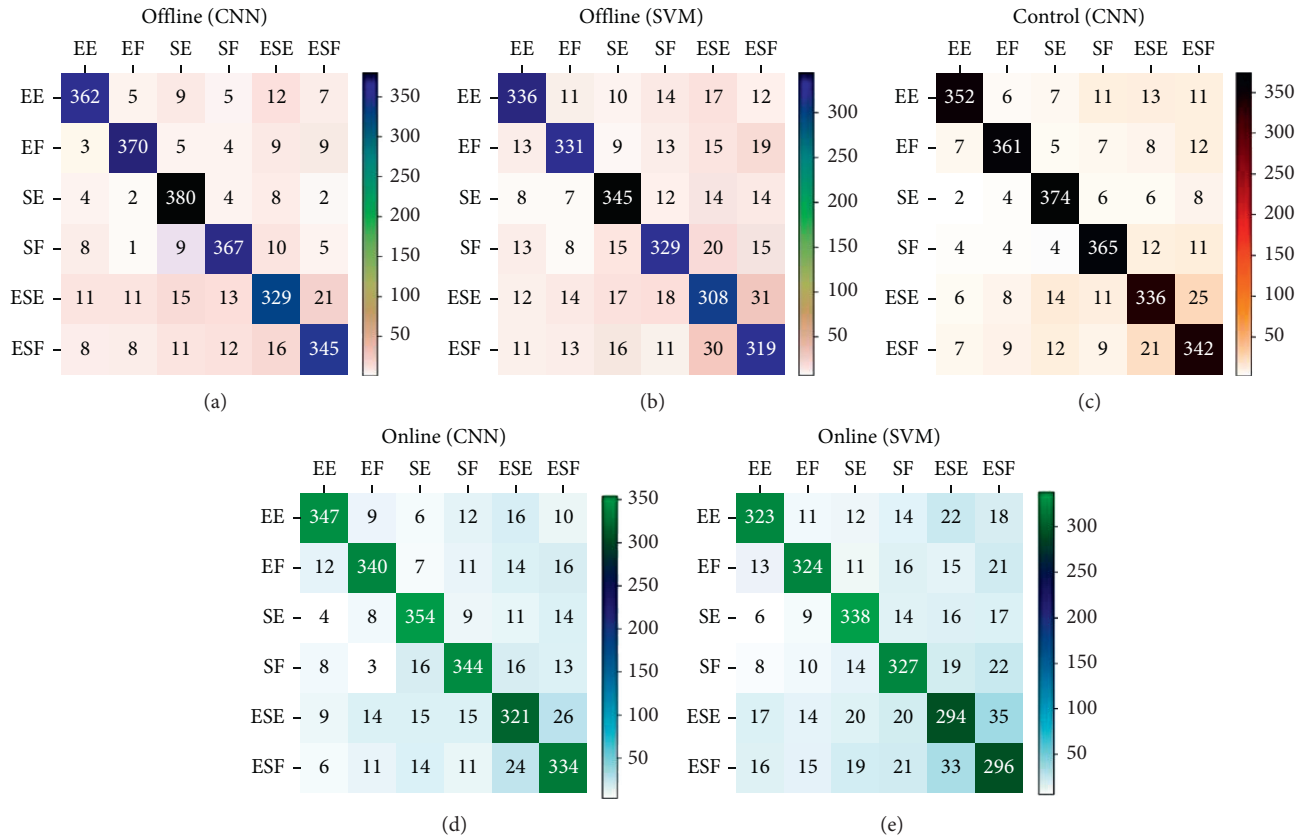 Offline (CNN)
EE EF SE SF ESE ESF
EE 362 5 9 5 12 7
EF 3 370 5 4 9 9
SE 4 2 380 4 8 2
SF 8 1 9 367 10 5
ESE 11 11 15 13 329 21
ESF 8 8 11 12 16 345
350
300
250
200
150
100
50
(a)
Offline (SVM)
EE EF SE SF ESE ESF
EE 336 11 10 14 17 12
EF 13 331 9 13 15 19
SE 8 7 345 12 14 14
SF 13 8 15 329 20 15
ESE 12 14 17 18 308 31
ESF 11 13 16 11 30 319
300
250
200
150
100
50
(b)
Control (CNN)
EE EF SE SF ESE ESF
EE 352 6 7 11 13 11
EF 7 361 5 7 8 12
SE 2 4 374 6 6 8
SF 4 4 4 365 12 11
ESE 6 8 14 11 336 25
ESF 7 9 12 9 21 342
350
300
250
200
150
100
50
(c)
Online (CNN)
EE EF SE SF ESE ESF
EE 347 9 6 12 16 10
EF 12 340 7 11 14 16
SE 4 8 354 9 11 14
SF 8 3 16 344 16 13
ESE 9 14 15 15 321 26
ESF 6 11 14 11 24 334
350
300
250
200
150
100
50
(d)
Online (SVM)
EE EF SE SF ESE ESF
EE 323 11 12 14 22 18
EF 13 324 11 16 15 21
SE 6 9 338 14 16 17
SF 8 10 14 327 19 22
ESE 17 14 20 20 294 35
ESF 16 15 19 21 33 296
300
250
200
150
100
50
(e)